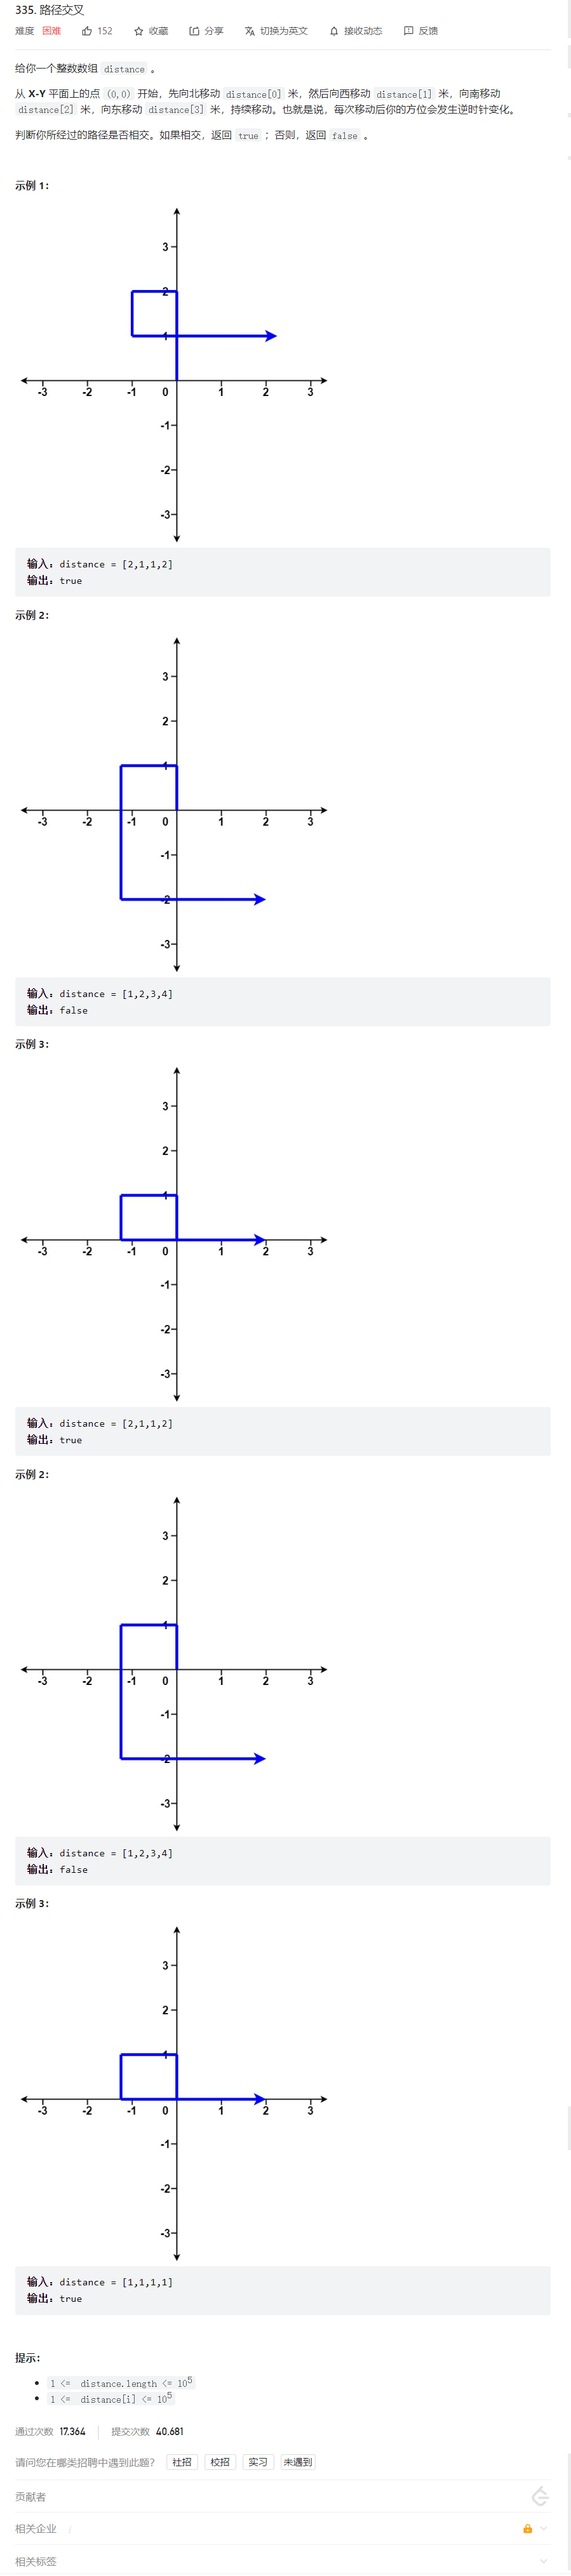 335. 路径交叉
难度 困难 152 收藏 分享 切换为英文 接收动态 反馈
给你一个整数数组 distance 。
从 X-Y 平面上的点 (0,0) 开始，先向北移动 distance[0] 米，然后向西移动 distance[1] 米，向南移动
distance[2] 米，向东移动 distance[3] 米，持续移动。也就是说，每次移动后你的方位会发生逆时针变化。
判断你所经过的路径是否相交。如果相交，返回 true ；否则，返回 false 。
示例 1：
3
2
1
-3 -2 -1 0 1 2 3
-1
-2
-3
输入：distance = [2,1,1,2]
输出：true
示例 2：
3
2
1
-3 -2 -1 0 1 2 3
-1
-2
-3
输入：distance = [1,2,3,4]
输出：false
示例 3：
3
2
1
-3 -2 -1 0 1 2 3
-1
-2
-3
输入：distance = [2,1,1,2]
输出：true
示例 2：
3
2
1
-3 -2 -1 0 1 2 3
-1
-2
-3
输入：distance = [1,2,3,4]
输出：false
示例 3：
3
2
1
-3 -2 -1 0 1 2 3
-1
-2
-3
输入：distance = [1,1,1,1]
输出：true
提示：
1 <= distance.length <= 10⁵
1 <= distance[i] <= 10⁵
通过次数 17,364 提交次数 40,681
请问您在哪类招聘中遇到此题？ 社招 校招 实习 未遇到
贡献者
相关企业
相关标签